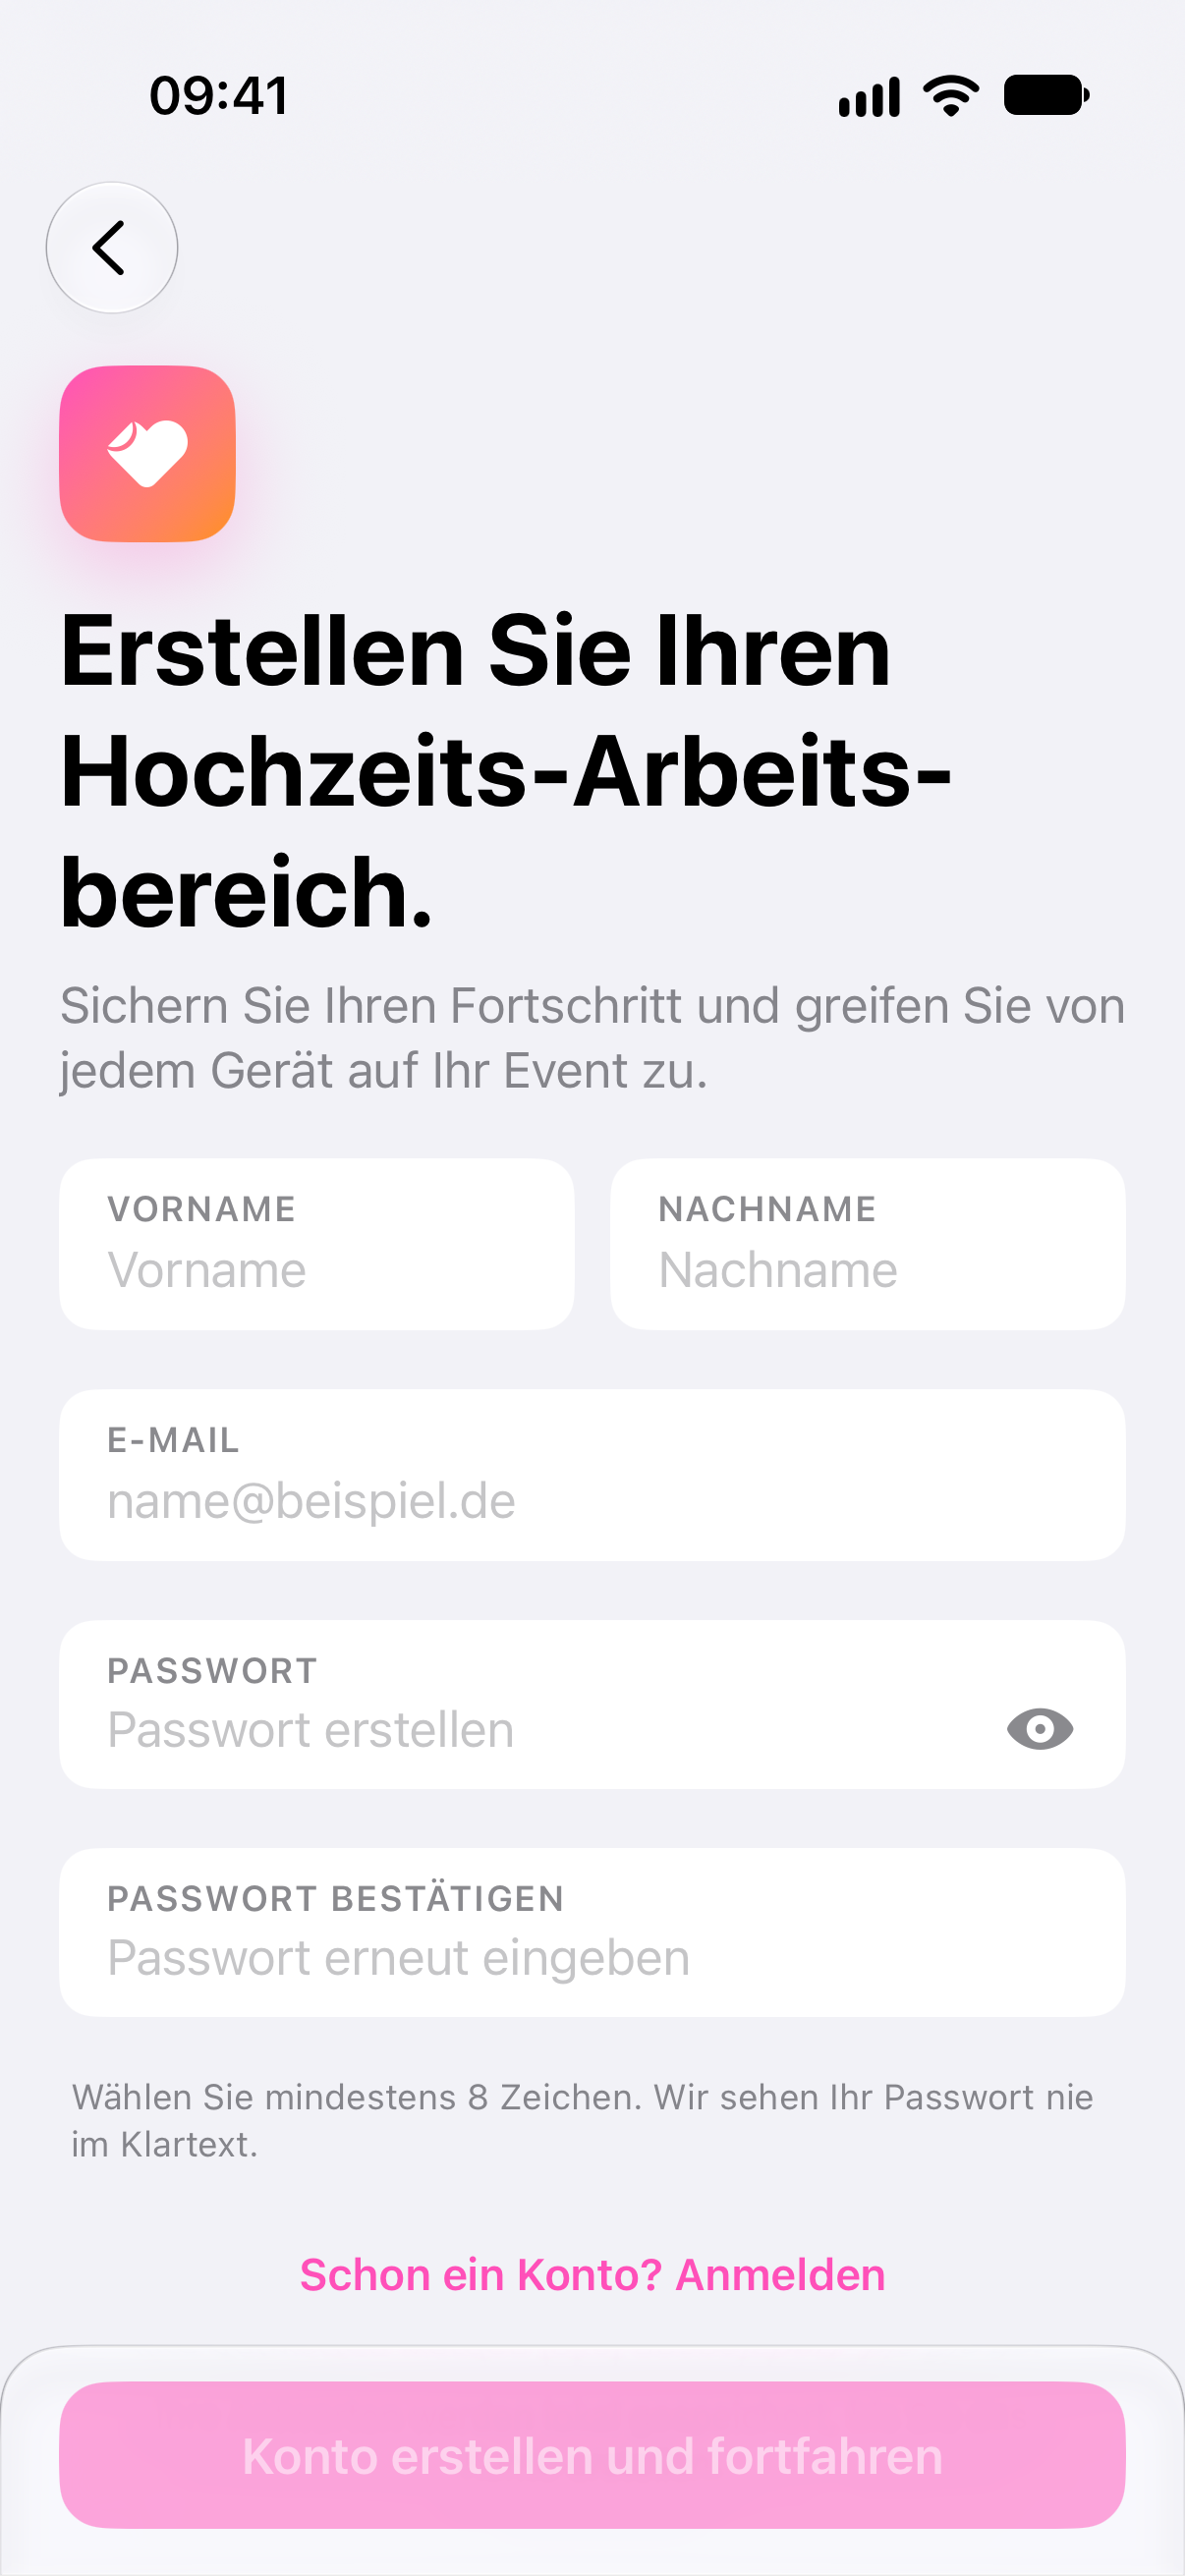 09:41
Erstellen Sie Ihren
Hochzeits-Arbeits-
bereich.
Sichern Sie Ihren Fortschritt und greifen Sie von
jedem Gerät auf Ihr Event zu.
VORNAME
Vorname
NACHNAME
Nachname
E-MAIL
name@beispiel.de
PASSWORT
Passwort erstellen
PASSWORT BESTÄTIGEN
Passwort erneut eingeben
Wählen Sie mindestens 8 Zeichen. Wir sehen Ihr Passwort nie
im Klartext.
Schon ein Konto? Anmelden
Konto erstellen und fortfahren